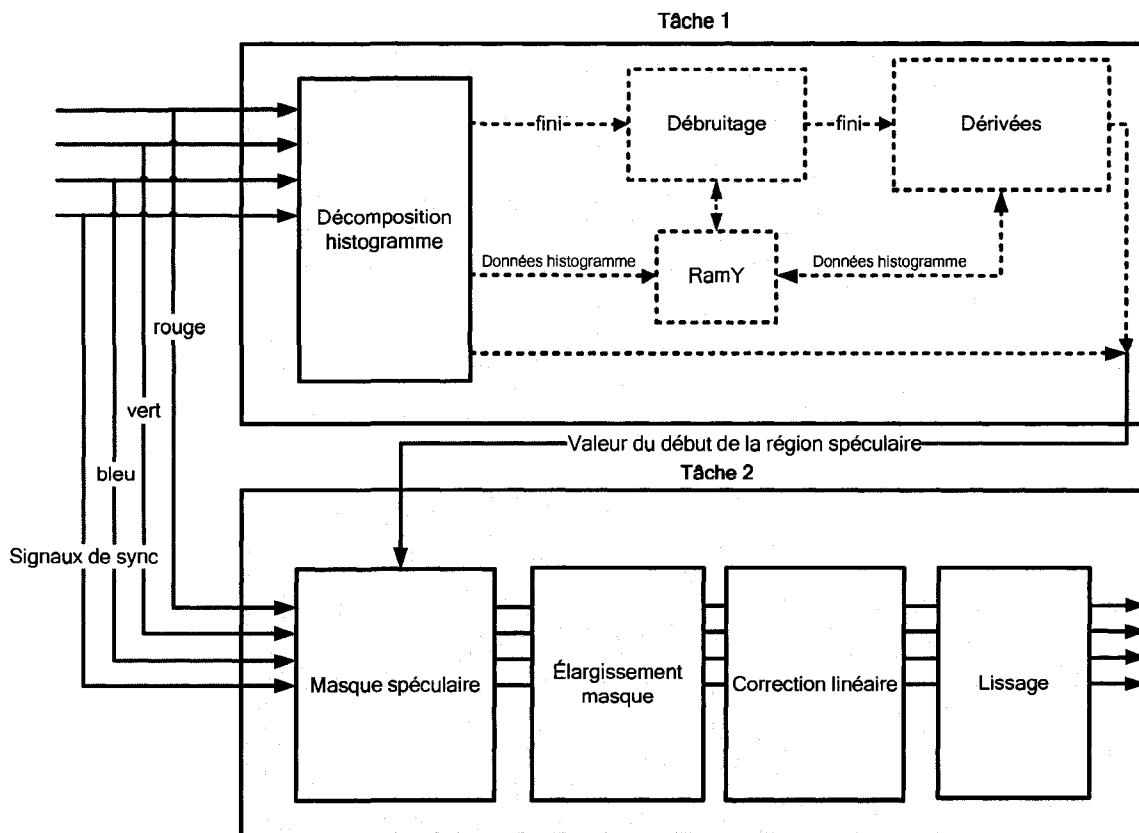 Tâche 1
fini
Débruitage
fini
Dérivées
Décomposition
histogramme
Données histogramme
RamY
Données histogramme
rouge
vert
bleu
Signaux de sync
Valeur du début de la région spéculaire
Tâche 2
Masque spéculaire
Élargissement
masque
Correction linéaire
Lissage